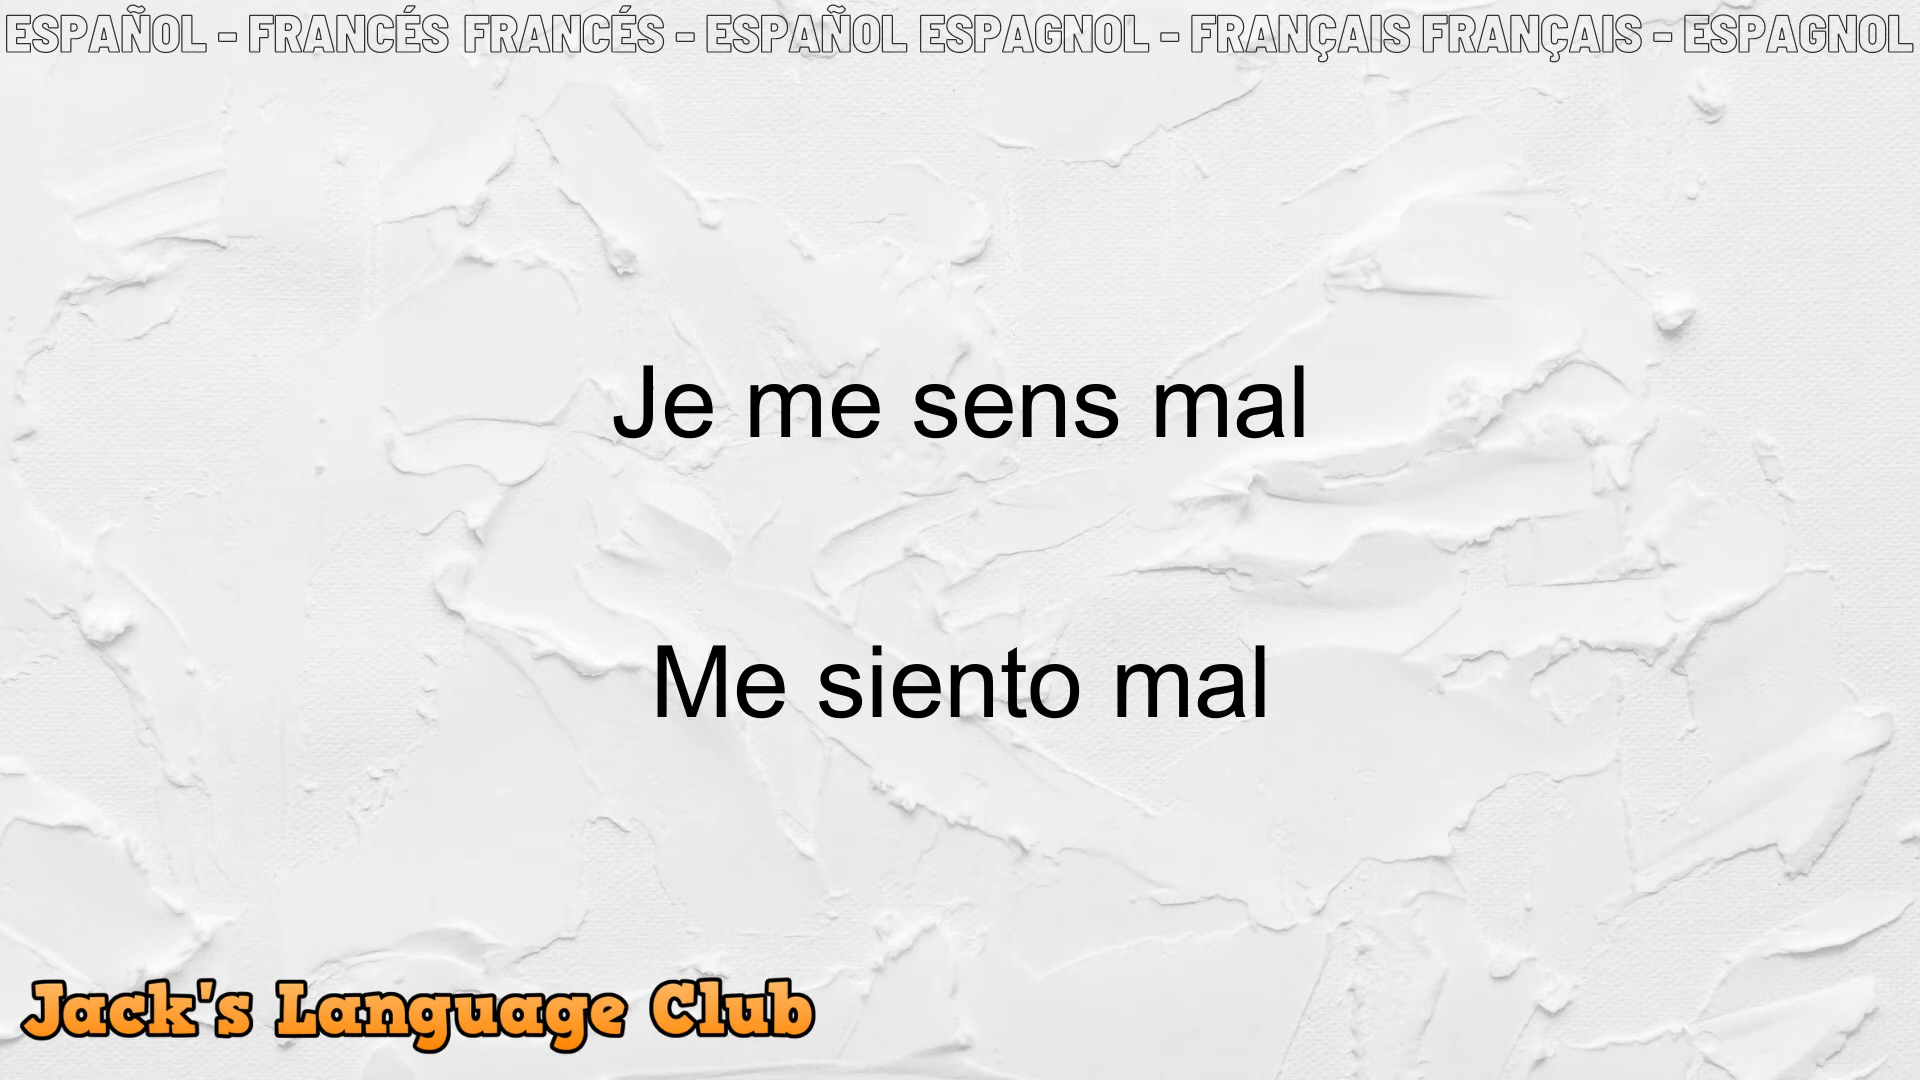 ESPAÑOL - FRANCÉS FRANCÉS - ESPAÑOL ESPAGNOL - FRANÇAIS FRANÇAIS - ESPAGNOL
Je me sens mal
Me siento mal
Jack's Language Club